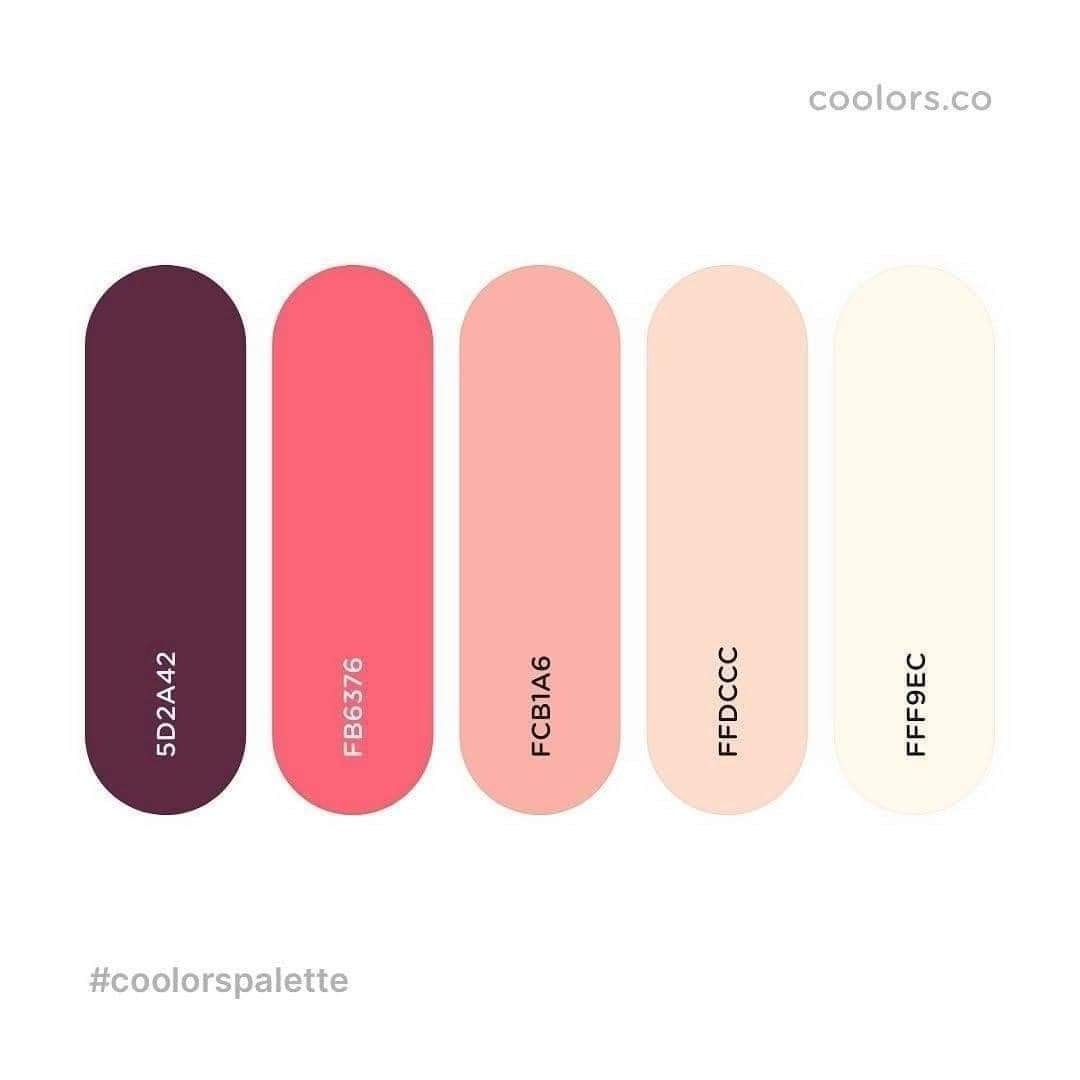 coolors.co
5D2A42
FB6376
FCB1A6
FFDCCC
FFF9EC
#coolorspalette